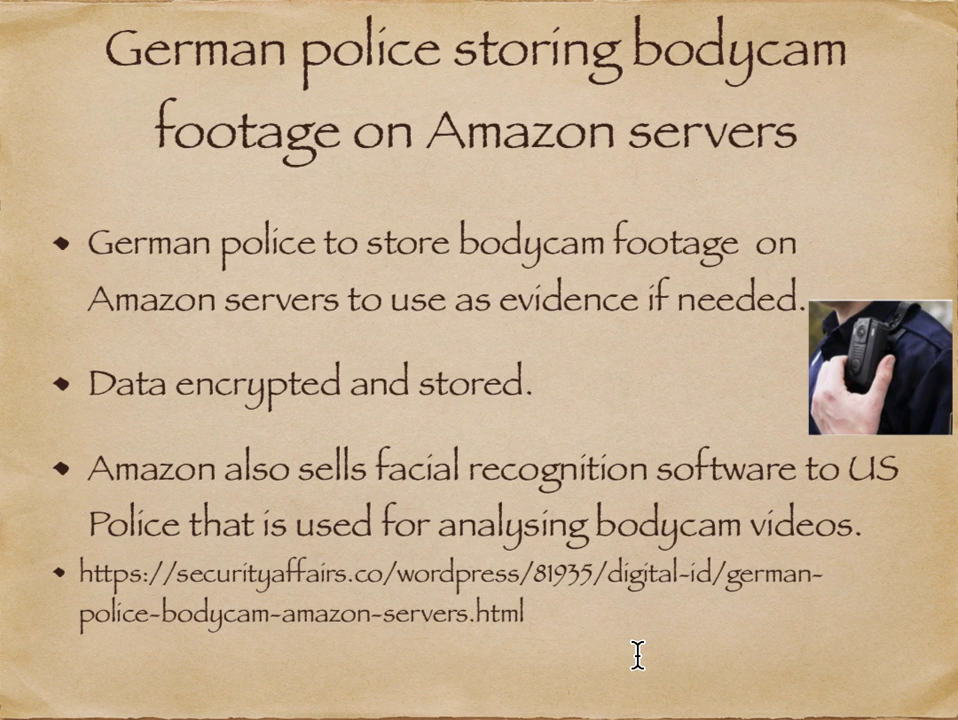 German police storing bodycam
footage on Amazon servers
• German police to store bodycam footage on
Amazon servers to use as evidence if needed.
• Data encrypted and stored.
• Amazon also sells facial recognition software to US
Police that is used for analysing bodycam videos.
• https://securityaffairs.co/wordpress/81935/digital-id/german-
police-bodycam-amazon-servers.html